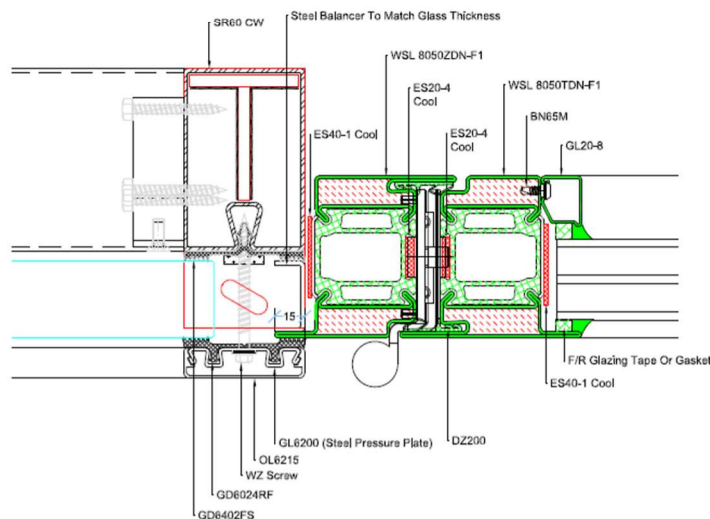 SR60 CW
Steel Balancer To Match Glass Thickness
WSL 8050ZDN-F1
ES20-4
Cool
WSL 8050TDN-F1
BN65M
ES40-1 Cool
ES20-4
Cool
GL20-8
15
F/R Glazing Tape Or Gasket
ES40-1 Cool
GL6200 (Steel Pressure Plate)
DZ200
OL6215
WZ Screw
GD6024RF
GD6402FS